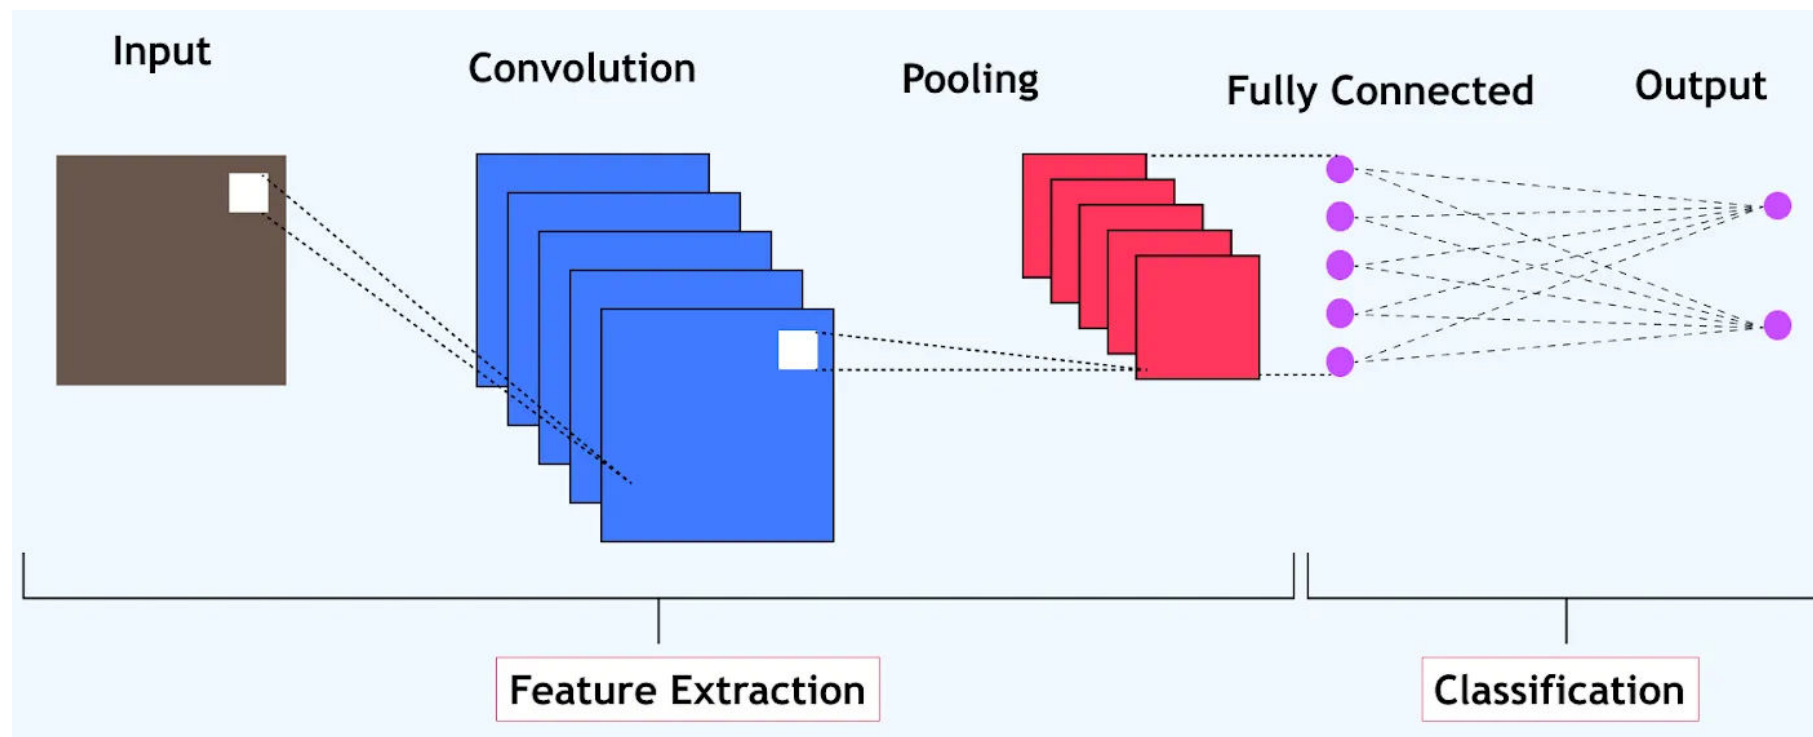 Input
Convolution
Pooling
Fully Connected
Output
Feature Extraction
Classification